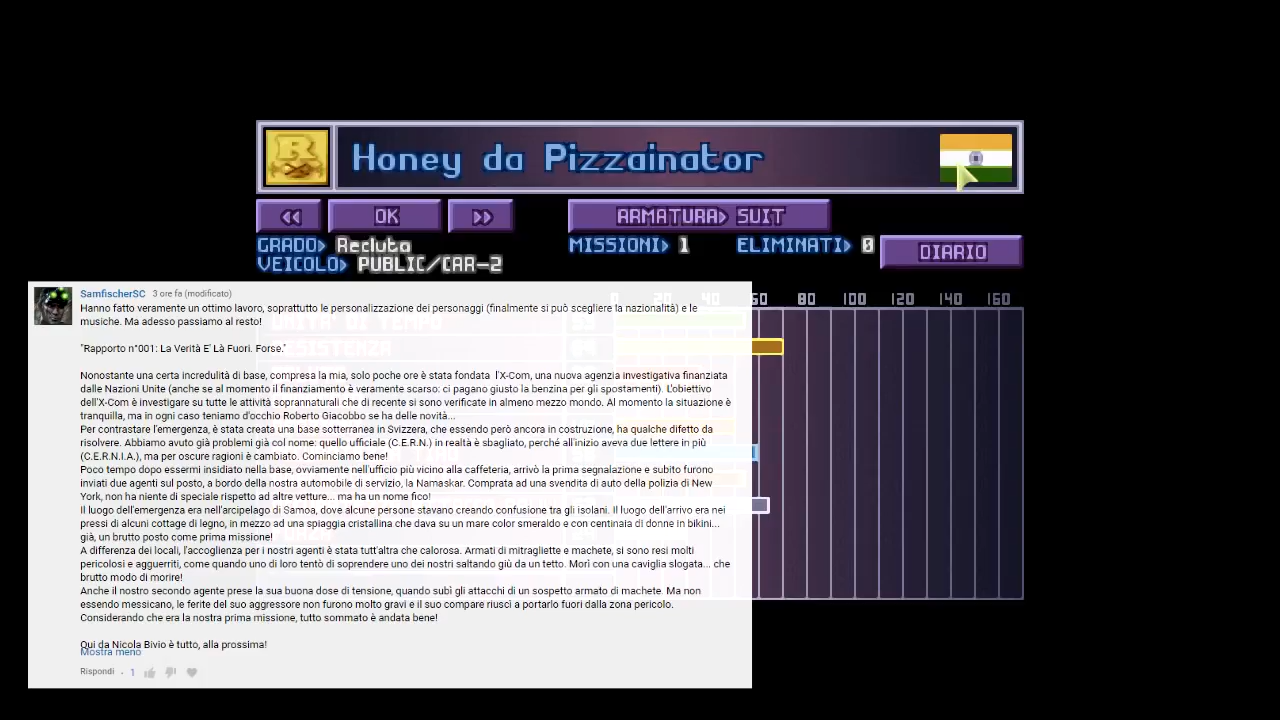 Honey da Pizzainator
OK
ARMATURA> SUIT
GRADO> Recluta
MISSIONI> 1
ELIMINATI> 0
DIARIO
VEICOLO> PUBLIC/CAR-2
0 20 40 60 80 100 120 140 160
UNITÀ DI TEMPO
RESISTENZA
SamfischerSC 3 ore fa (modificato)
Hanno fatto veramente un ottimo lavoro, soprattutto le personalizzazione dei personaggi (finalmente si può scegliere la nazionalità) e le
musiche. Ma adesso passiamo al resto!
"Rapporto n°001: La Verità E' Là Fuori. Forse."
Nonostante una certa incredulità di base, compresa la mia, solo poche ore è stata fondata l'X-Com, una nuova agenzia investigativa finanziata
dalle Nazioni Unite (anche se al momento il finanziamento è veramente scarso: ci pagano giusto la benzina per gli spostamenti). L'obiettivo
dell'X-Com è investigare su tutte le attività soprannaturali che di recente si sono verificate in almeno mezzo mondo. Al momento la situazione è
tranquilla, ma in ogni caso teniamo d'occhio Roberto Giacobbo se ha delle novità...
Per contrastare l'emergenza, è stata creata una base sotterranea in Svizzera, che essendo però ancora in costruzione, ha qualche difetto da
risolvere. Abbiamo avuto già problemi già col nome: quello ufficiale (C.E.R.N.) in realtà è sbagliato, perché all'inizio aveva due lettere in più
(C.E.R.N.I.A.), ma per oscure ragioni è cambiato. Cominciamo bene!
Poco tempo dopo essermi insidiato nella base, ovviamente nell'ufficio più vicino alla caffeteria, arrivò la prima segnalazione e subito furono
inviati due agenti sul posto, a bordo della nostra automobile di servizio, la Namaskar. Comprata ad una svendita di auto della polizia di New
York, non ha niente di speciale rispetto ad altre vetture... ma ha un nome fico!
Il luogo dell'emergenza era nell'arcipelago di Samoa, dove alcune persone stavano creando confusione tra gli isolani. Il luogo dell'arrivo era nei
pressi di alcuni cottage di legno, in mezzo ad una spiaggia cristallina che dava su un mare color smeraldo e con centinaia di donne in bikini...
già, un brutto posto come prima missione!
A differenza dei locali, l'accoglienza per i nostri agenti è stata tutt'altra che calorosa. Armati di mitragliette e machete, si sono resi molti
pericolosi e agguerriti, come quando uno di loro tentò di soprendere uno dei nostri saltando giù da un tetto. Morì con una caviglia slogata... che
brutto modo di morire!
Anche il nostro secondo agente prese la sua buona dose di tensione, quando subì gli attacchi di un sospetto armato di machete. Ma non
essendo messicano, le ferite del suo aggressore non furono molto gravi e il suo compare riuscì a portarlo fuori dalla zona pericolo.
Considerando che era la nostra prima missione, tutto sommato è andata bene!
Qui da Nicola Bivio è tutto, alla prossima!
Mostra meno
Rispondi · 1